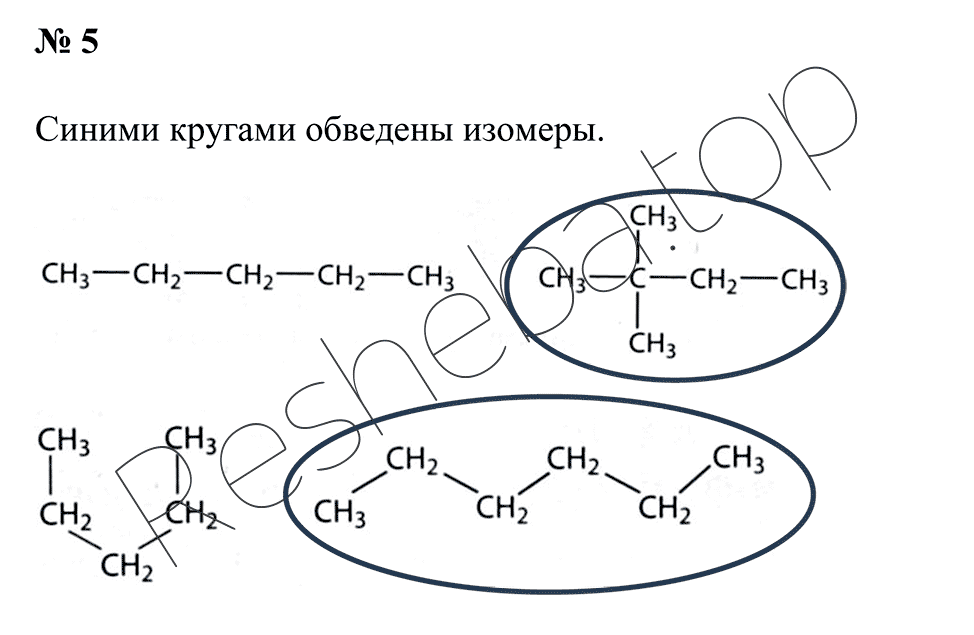 № 5
Синими кругами обведены изомеры.
CH₃
CH₃—CH₂—CH₂—CH₂—CH₃ CH₃—C—CH₂—CH₃
CH₃
CH₃ CH₃ CH₂ CH₂ CH₃
CH₂ CH₂ CH₃ CH₂ CH₂
CH₂
Resheba.top